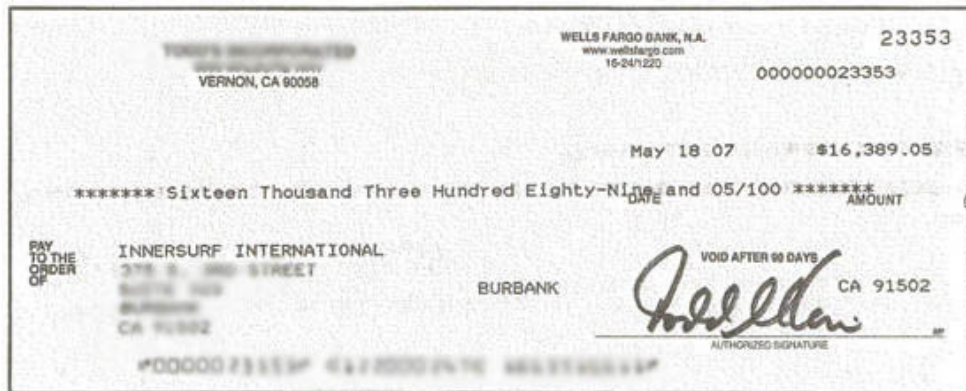 WELLS FARGO BANK, N.A.
www.wellsfargo.com
16-24/1220
23353
000000023353
VERNON, CA 90058
May 18 07 $16,389.05
******* Sixteen Thousand Three Hundred Eighty-Nine and 05/100 *******
DATE AMOUNT
PAY
TO THE
ORDER
OF
INNERSURF INTERNATIONAL
BURBANK
VOID AFTER 90 DAYS
CA 91502
AUTHORIZED SIGNATURE